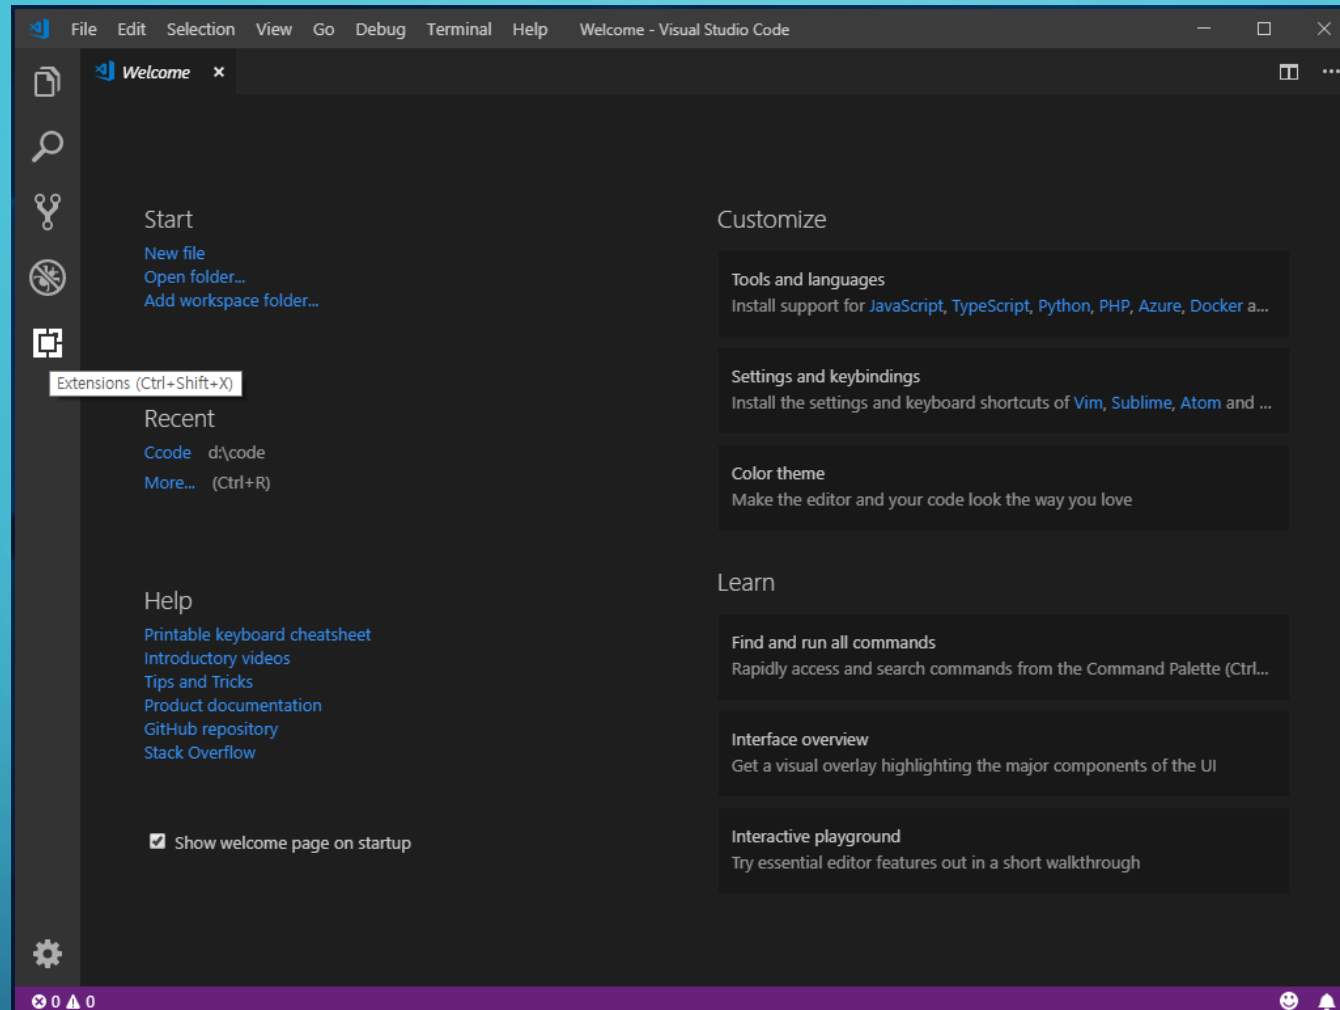 File Edit Selection View Go Debug Terminal Help Welcome - Visual Studio Code
Welcome
Start
New file
Open folder...
Add workspace folder...
Extensions (Ctrl+Shift+X)
Recent
Ccode d:\code
More... (Ctrl+R)
Help
Printable keyboard cheatsheet
Introductory videos
Tips and Tricks
Product documentation
GitHub repository
Stack Overflow
Show welcome page on startup
Customize
Tools and languages
Install support for JavaScript, TypeScript, Python, PHP, Azure, Docker a...
Settings and keybindings
Install the settings and keyboard shortcuts of Vim, Sublime, Atom and ...
Color theme
Make the editor and your code look the way you love
Learn
Find and run all commands
Rapidly access and search commands from the Command Palette (Ctrl...
Interface overview
Get a visual overlay highlighting the major components of the UI
Interactive playground
Try essential editor features out in a short walkthrough
0 0